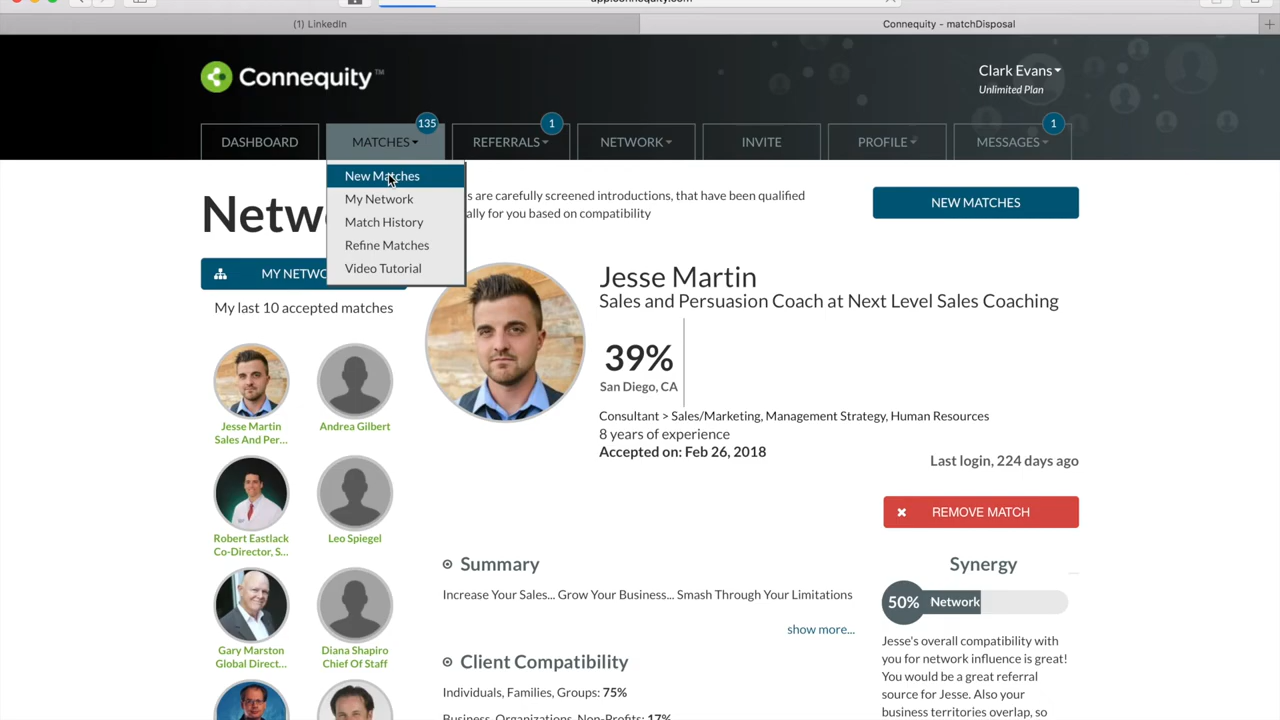 app.connequity.com
(1) LinkedIn
Connequity - matchDisposal
Connequity™
Clark Evans
Unlimited Plan
DASHBOARD
MATCHES
135
REFERRALS
1
NETWORK
INVITE
PROFILE
MESSAGES
1
New Matches
My Network
Match History
Refine Matches
Video Tutorial
are carefully screened introductions, that have been qualified
for you based on compatibility
NEW MATCHES
My last 10 accepted matches
Jesse Martin
Sales And Per...
Andrea Gilbert
Robert Eastlack
Co-Director, S...
Leo Spiegel
Gary Marston
Global Direct...
Diana Shapiro
Chief Of Staff
Jesse Martin
Sales and Persuasion Coach at Next Level Sales Coaching
39%
San Diego, CA
Consultant > Sales/Marketing, Management Strategy, Human Resources
8 years of experience
Accepted on: Feb 26, 2018
Last login, 224 days ago
REMOVE MATCH
Summary
Increase Your Sales... Grow Your Business... Smash Through Your Limitations
show more...
Client Compatibility
Individuals, Families, Groups: 75%
Business, Organizations, Non-Profits: 17%
Synergy
50% Network
Jesse's overall compatibility with
you for network influence is great!
You would be a great referral
source for Jesse. Also your
business territories overlap, so